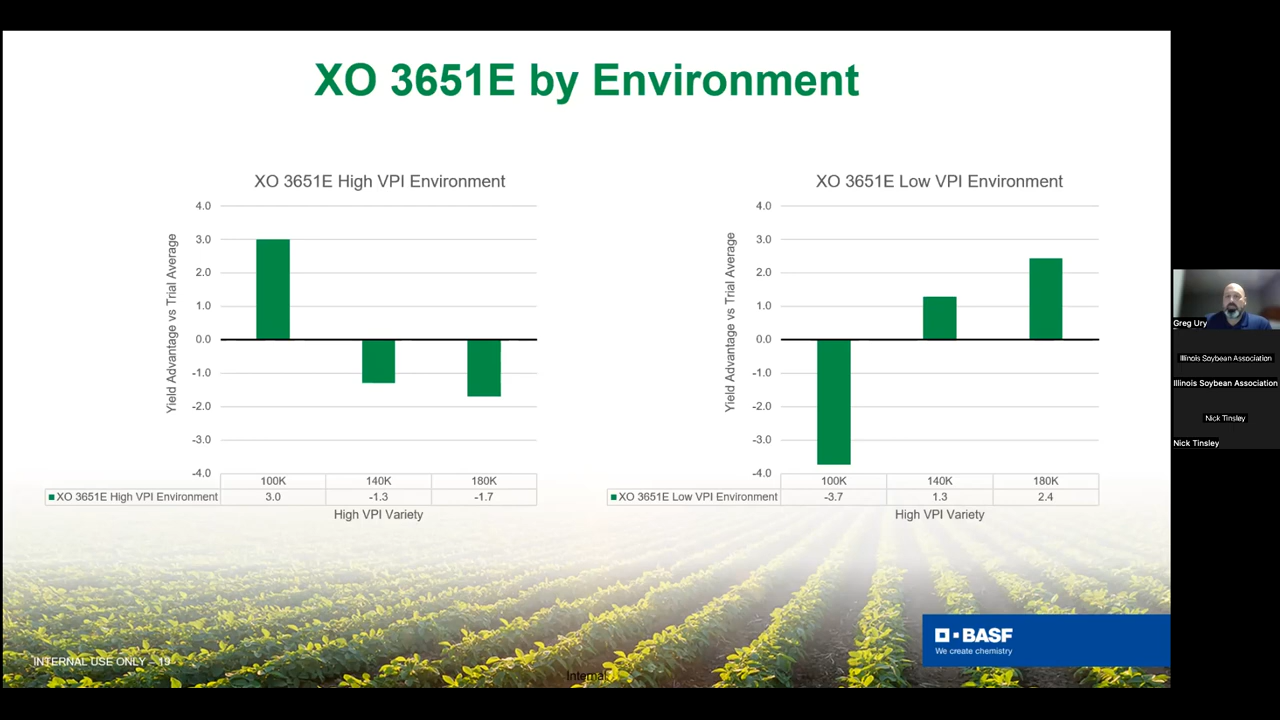 XO 3651E by Environment
XO 3651E High VPI Environment
Yield Advantage vs Trial Average
4.0
3.0
2.0
1.0
0.0
-1.0
-2.0
-3.0
-4.0
100K 140K 180K
XO 3651E High VPI Environment 3.0 -1.3 -1.7
High VPI Variety
XO 3651E Low VPI Environment
Yield Advantage vs Trial Average
4.0
3.0
2.0
1.0
0.0
-1.0
-2.0
-3.0
-4.0
100K 140K 180K
XO 3651E Low VPI Environment -3.7 1.3 2.4
High VPI Variety
INTERNAL USE ONLY - 19
Internal
BASF
We create chemistry
Greg Ury
Illinois Soybean Association
Illinois Soybean Association
Nick Tinsley
Nick Tinsley